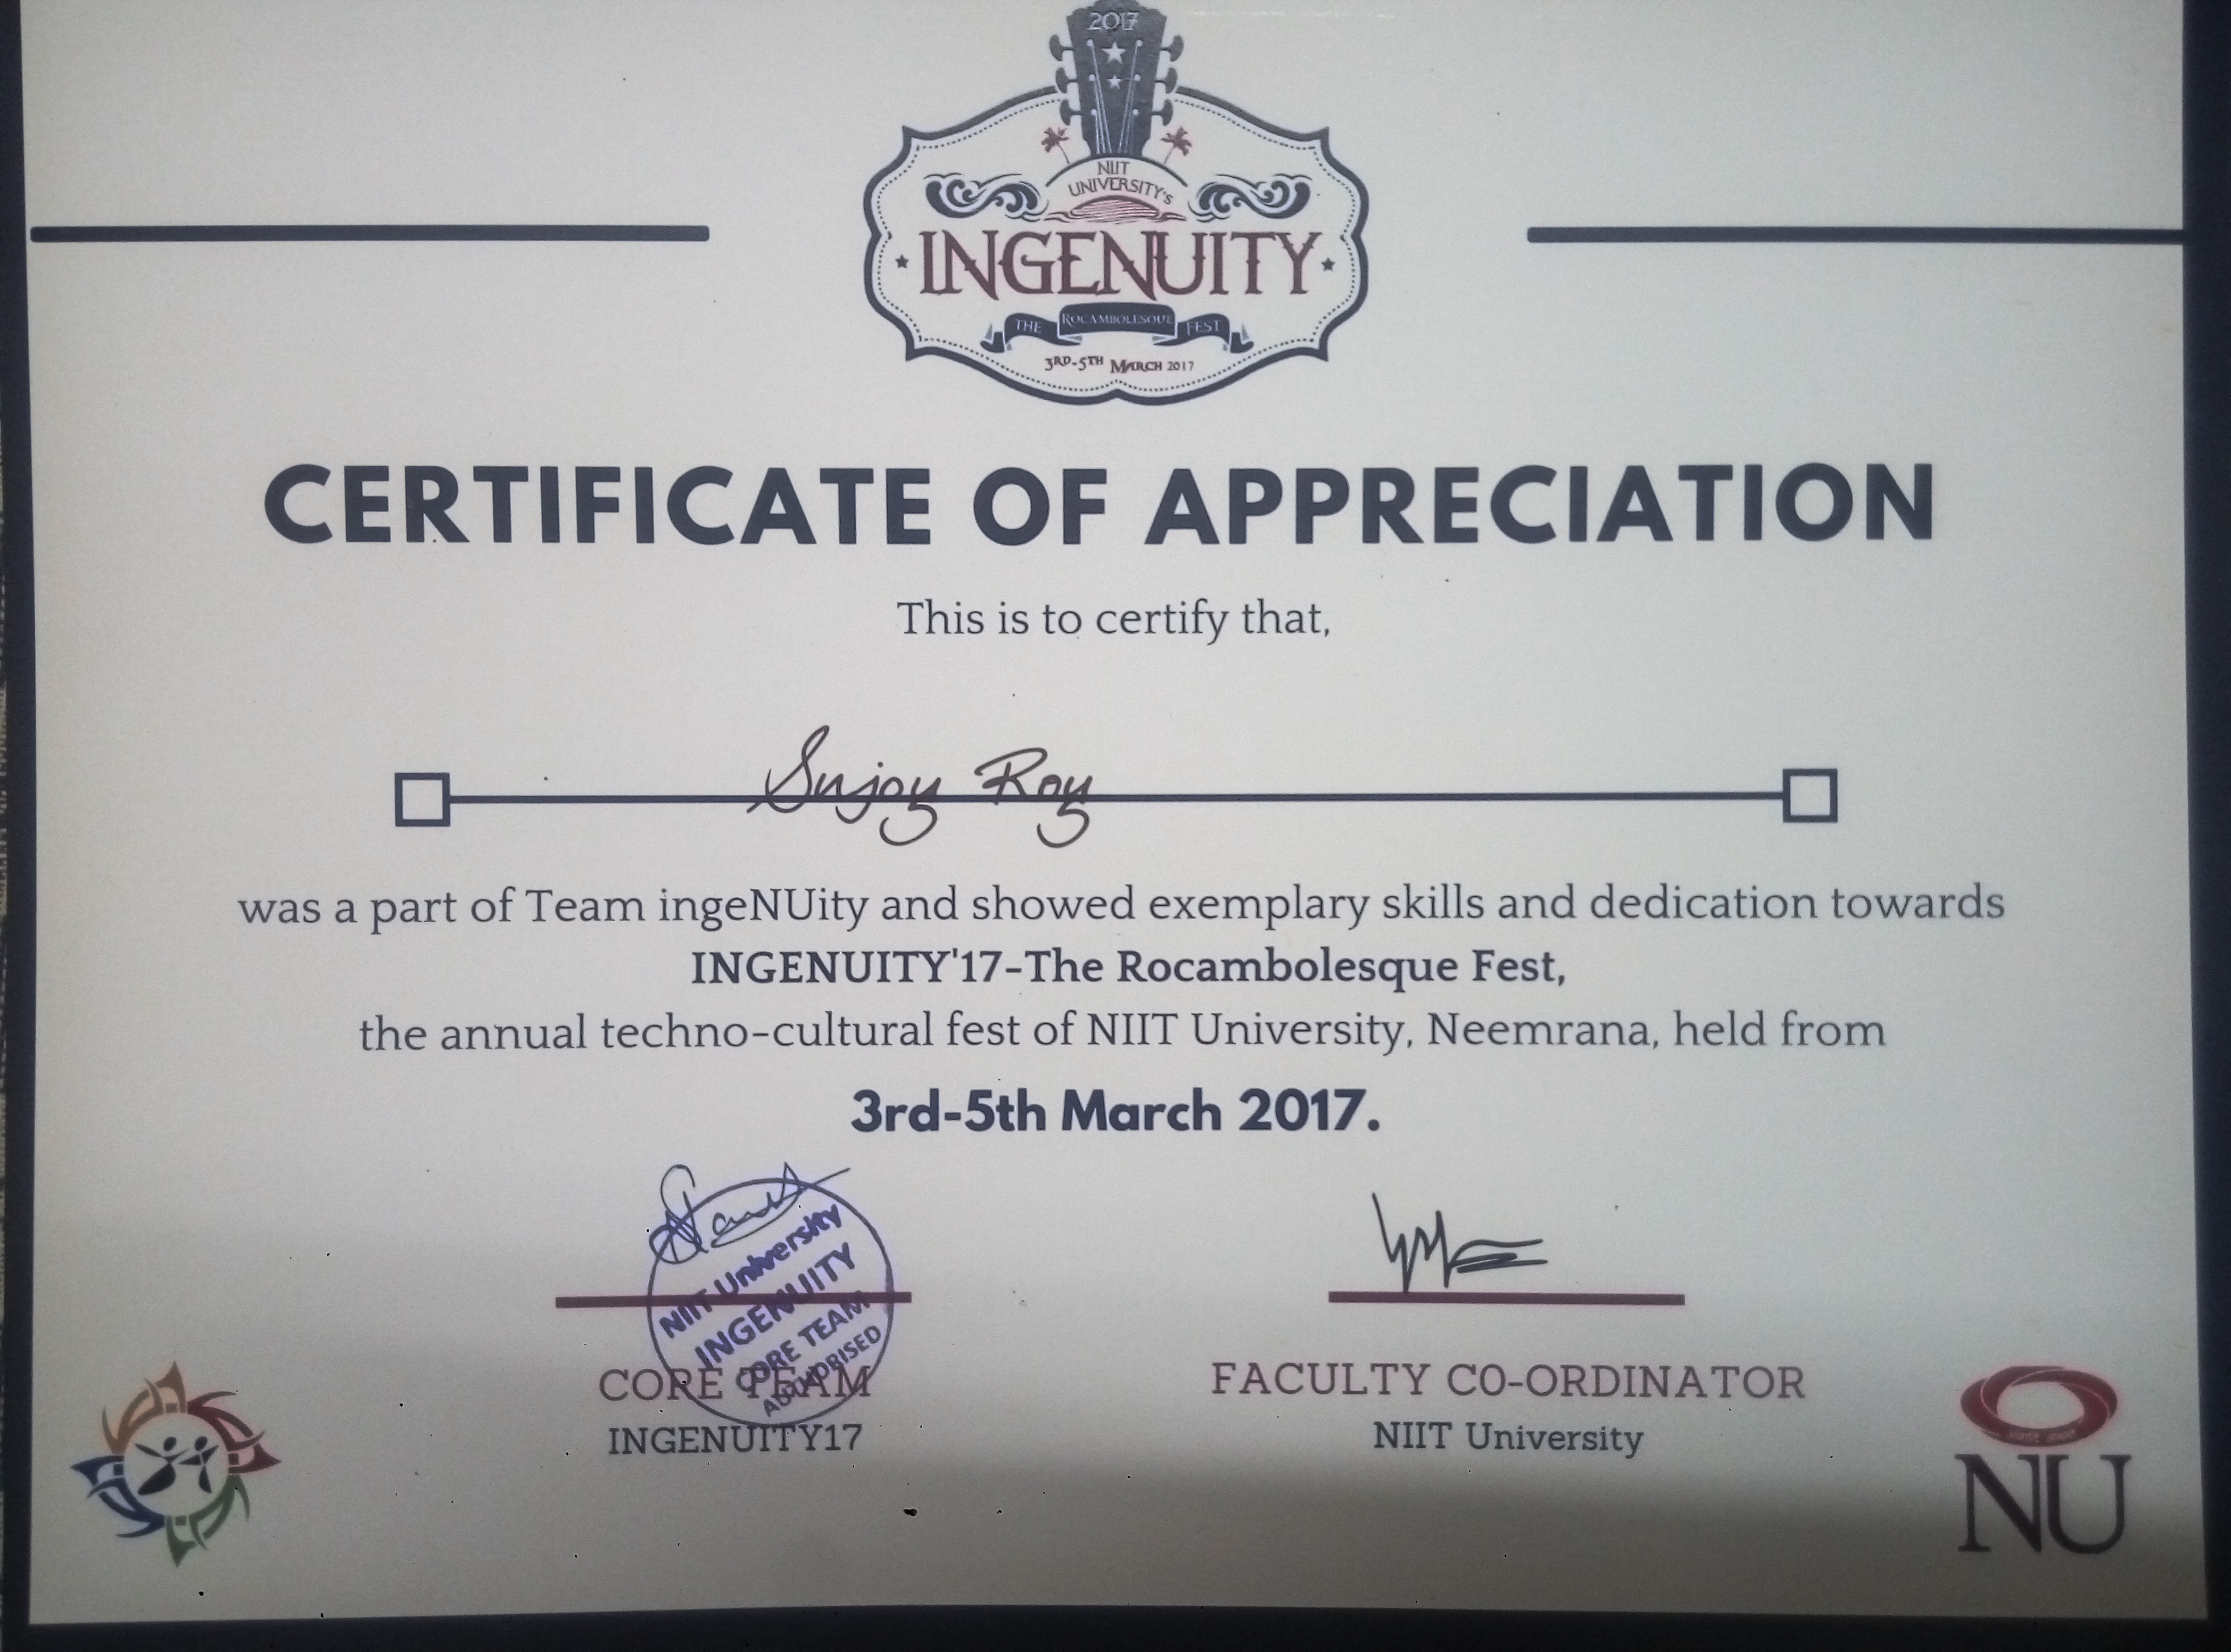 2017
NIIT
UNIVERSITY'S
INGENUITY
THE ROCAMBOLESQUE FEST
3RD-5TH MARCH 2017
CERTIFICATE OF APPRECIATION
This is to certify that,
Sujoy Roy
was a part of Team ingeNUity and showed exemplary skills and dedication towards
INGENUITY'17-The Rocambolesque Fest,
the annual techno-cultural fest of NIIT University, Neemrana, held from
3rd-5th March 2017.
NIIT University
INGENUITY
CORE TEAM
AUTHORISED
CORE TEAM
INGENUITY17
FACULTY CO-ORDINATOR
NIIT University
NU